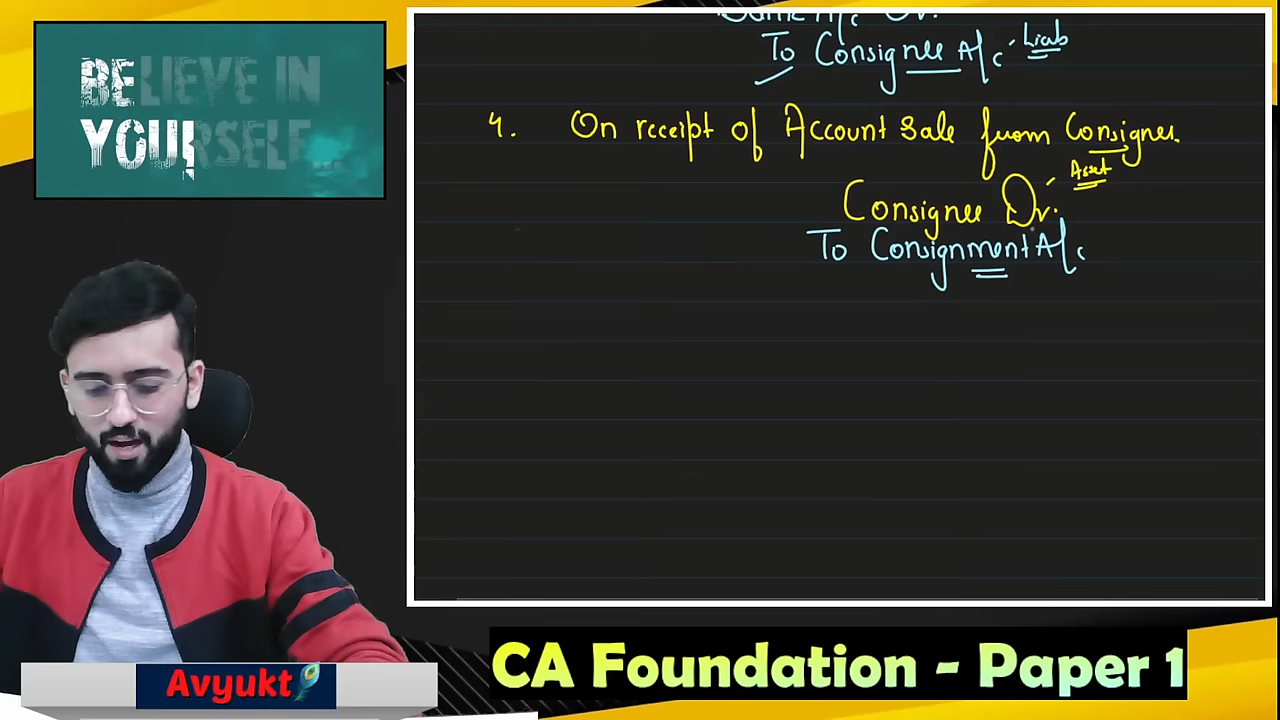 BELIEVE IN
YOURSELF...
To Consignee A/c Liab
4. On receipt of Account Sale from Consignee.
Asset
Consignee Dr.
To Consignment A/c
Avyukt
CA Foundation - Paper 1